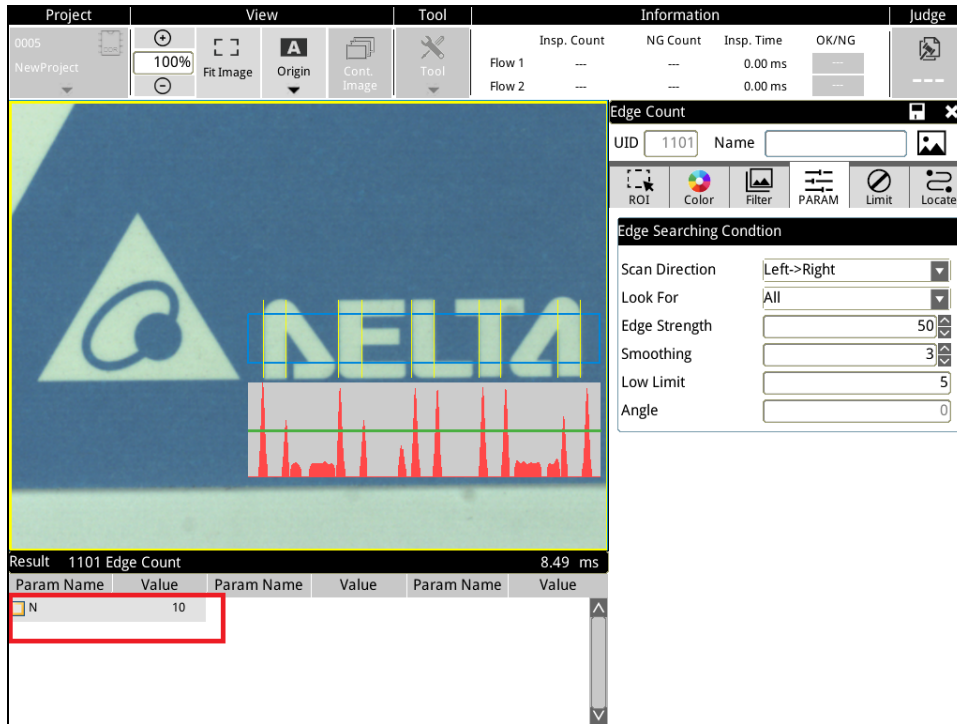 Project View Tool Information Judge
0005
NewProject
100%
Fit Image
A
Origin
Cont.
Image
Tool
Insp. Count NG Count Insp. Time OK/NG
Flow 1 --- --- 0.00 ms ---
Flow 2 --- --- 0.00 ms ---
---
Edge Count
UID 1101 Name
ROI Color Filter PARAM Limit Locate
Edge Searching Condtion
Scan Direction Left->Right
Look For All
Edge Strength 50
Smoothing 3
Low Limit 5
Angle 0
DELTA
Result 1101 Edge Count 8.49 ms
Param Name Value Param Name Value Param Name Value
N 10